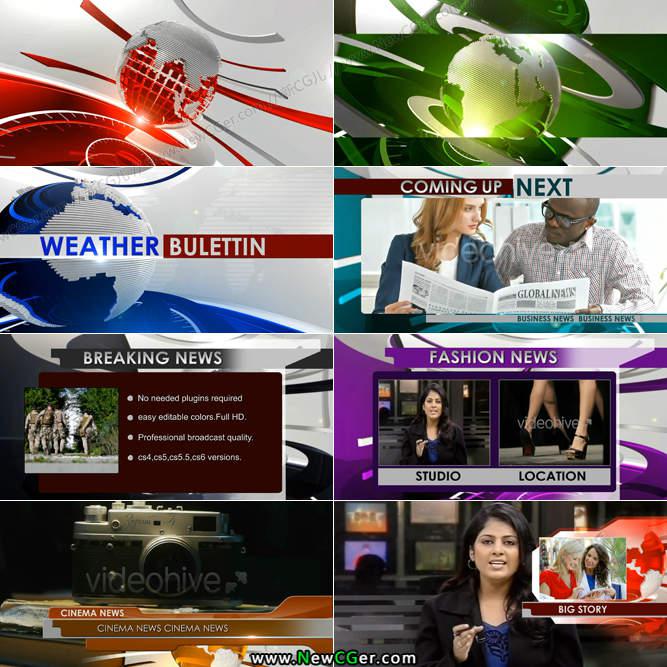 WEATHER BULETTIN
COMING UP NEXT
videohive
GLOBAL
BUSINESS NEWS BUSINESS NEWS
BREAKING NEWS
No needed plugins required
easy editable colors.Full HD.
Professional broadcast quality.
cs4,cs5,cs5.5,cs6 versions.
FASHION NEWS
videohive
STUDIO
LOCATION
videohive
CINEMA NEWS
CINEMA NEWS CINEMA NEWS
BIG STORY
www.NewCGer.com